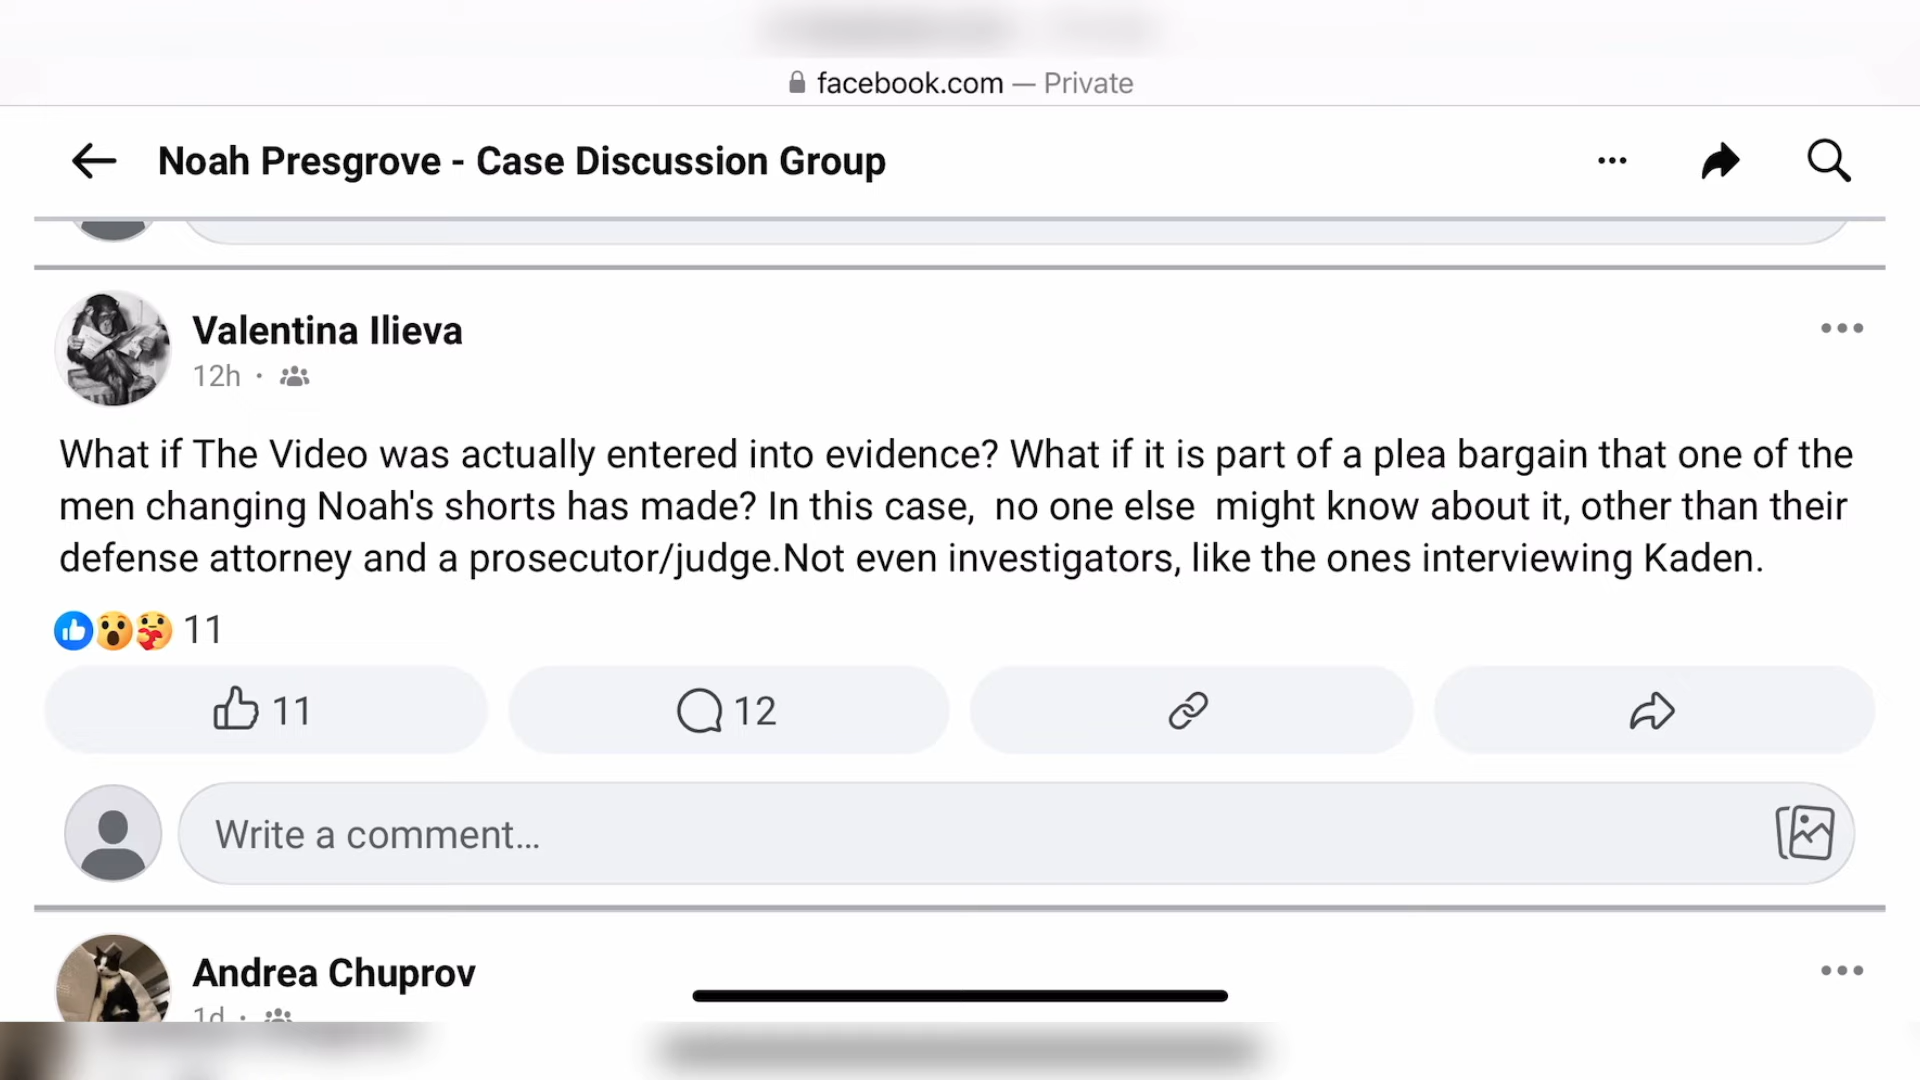 facebook.com — Private
Noah Presgrove - Case Discussion Group
Valentina Ilieva
12h ·
What if The Video was actually entered into evidence? What if it is part of a plea bargain that one of the
men changing Noah's shorts has made? In this case,  no one else  might know about it, other than their
defense attorney and a prosecutor/judge.Not even investigators, like the ones interviewing Kaden.
11
11
12
Write a comment...
Andrea Chuprov
1d ·